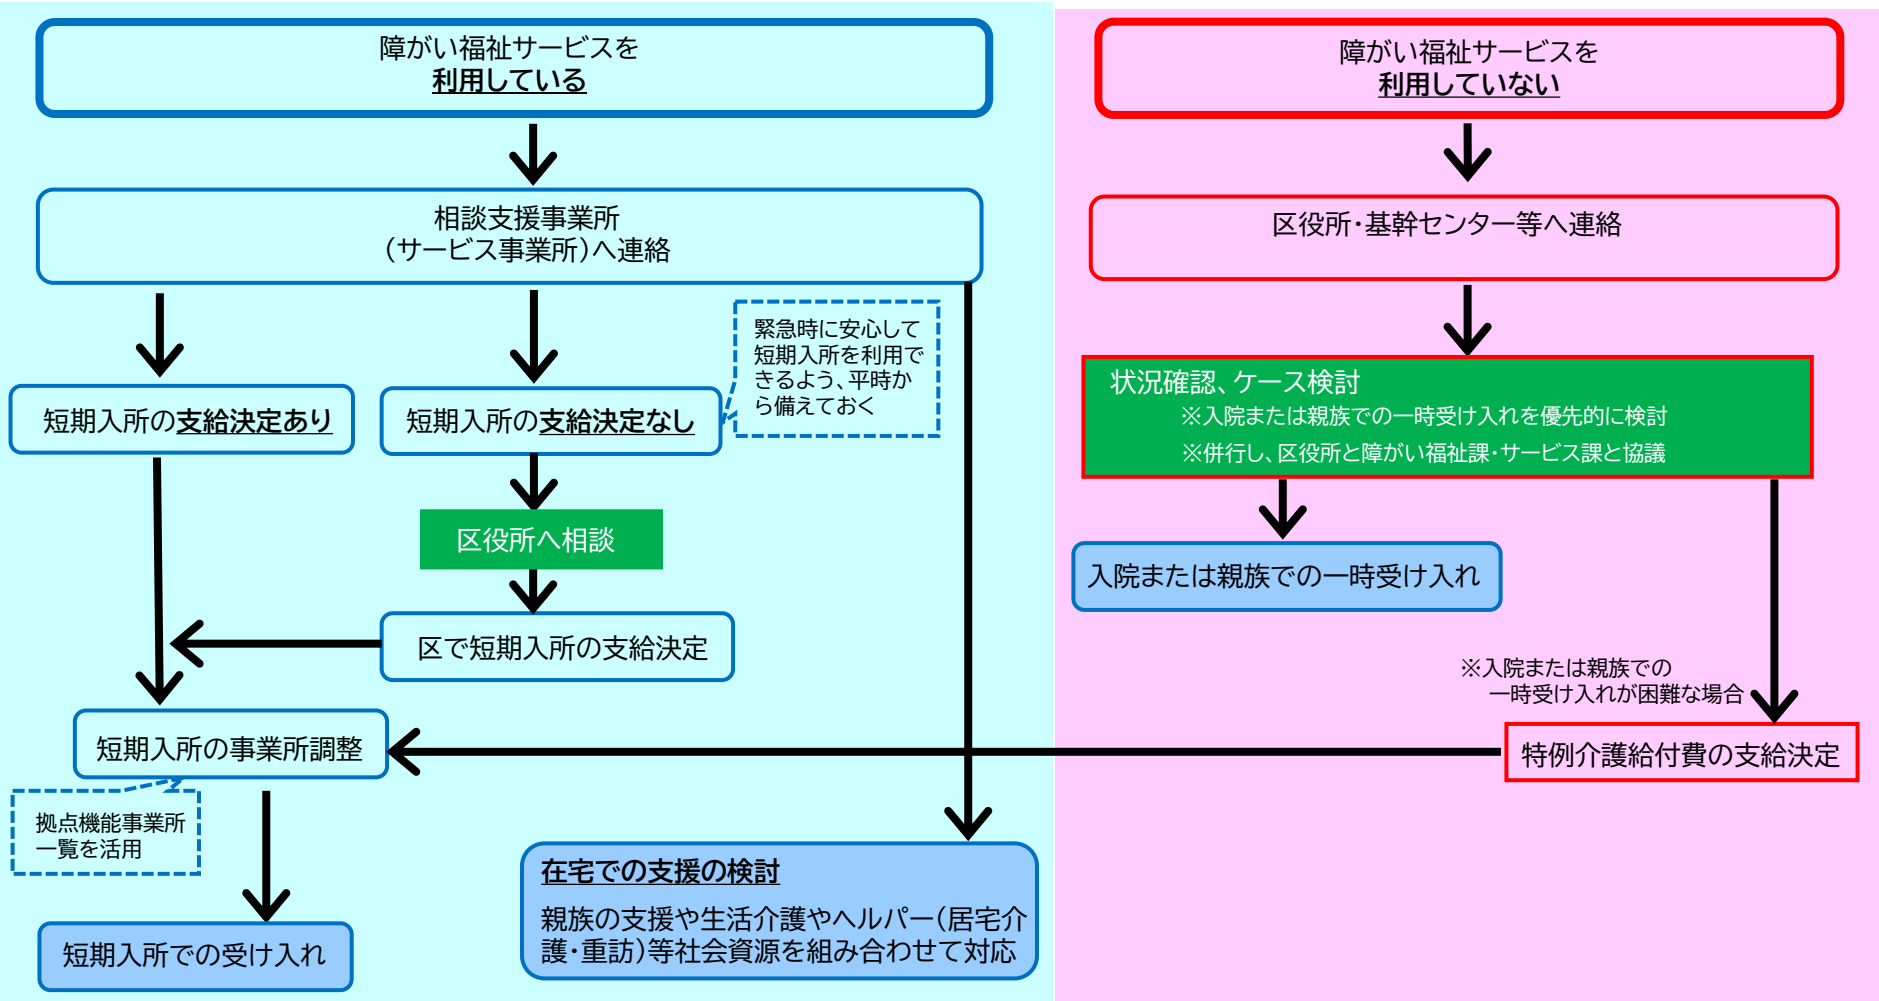 障がい福祉サービスを
利用している
相談支援事業所
（サービス事業所）へ連絡
緊急時に安心して
短期入所を利用で
きるよう、平時か
ら備えておく
短期入所の支給決定あり
短期入所の支給決定なし
区役所へ相談
区で短期入所の支給決定
短期入所の事業所調整
拠点機能事業所
一覧を活用
短期入所での受け入れ
在宅での支援の検討
親族の支援や生活介護やヘルパー（居宅介
護・重訪）等社会資源を組み合わせて対応
障がい福祉サービスを
利用していない
区役所・基幹センター等へ連絡
状況確認、ケース検討
※入院または親族での一時受け入れを優先的に検討
※併行し、区役所と障がい福祉課・サービス課と協議
入院または親族での一時受け入れ
※入院または親族での
一時受け入れが困難な場合
特例介護給付費の支給決定